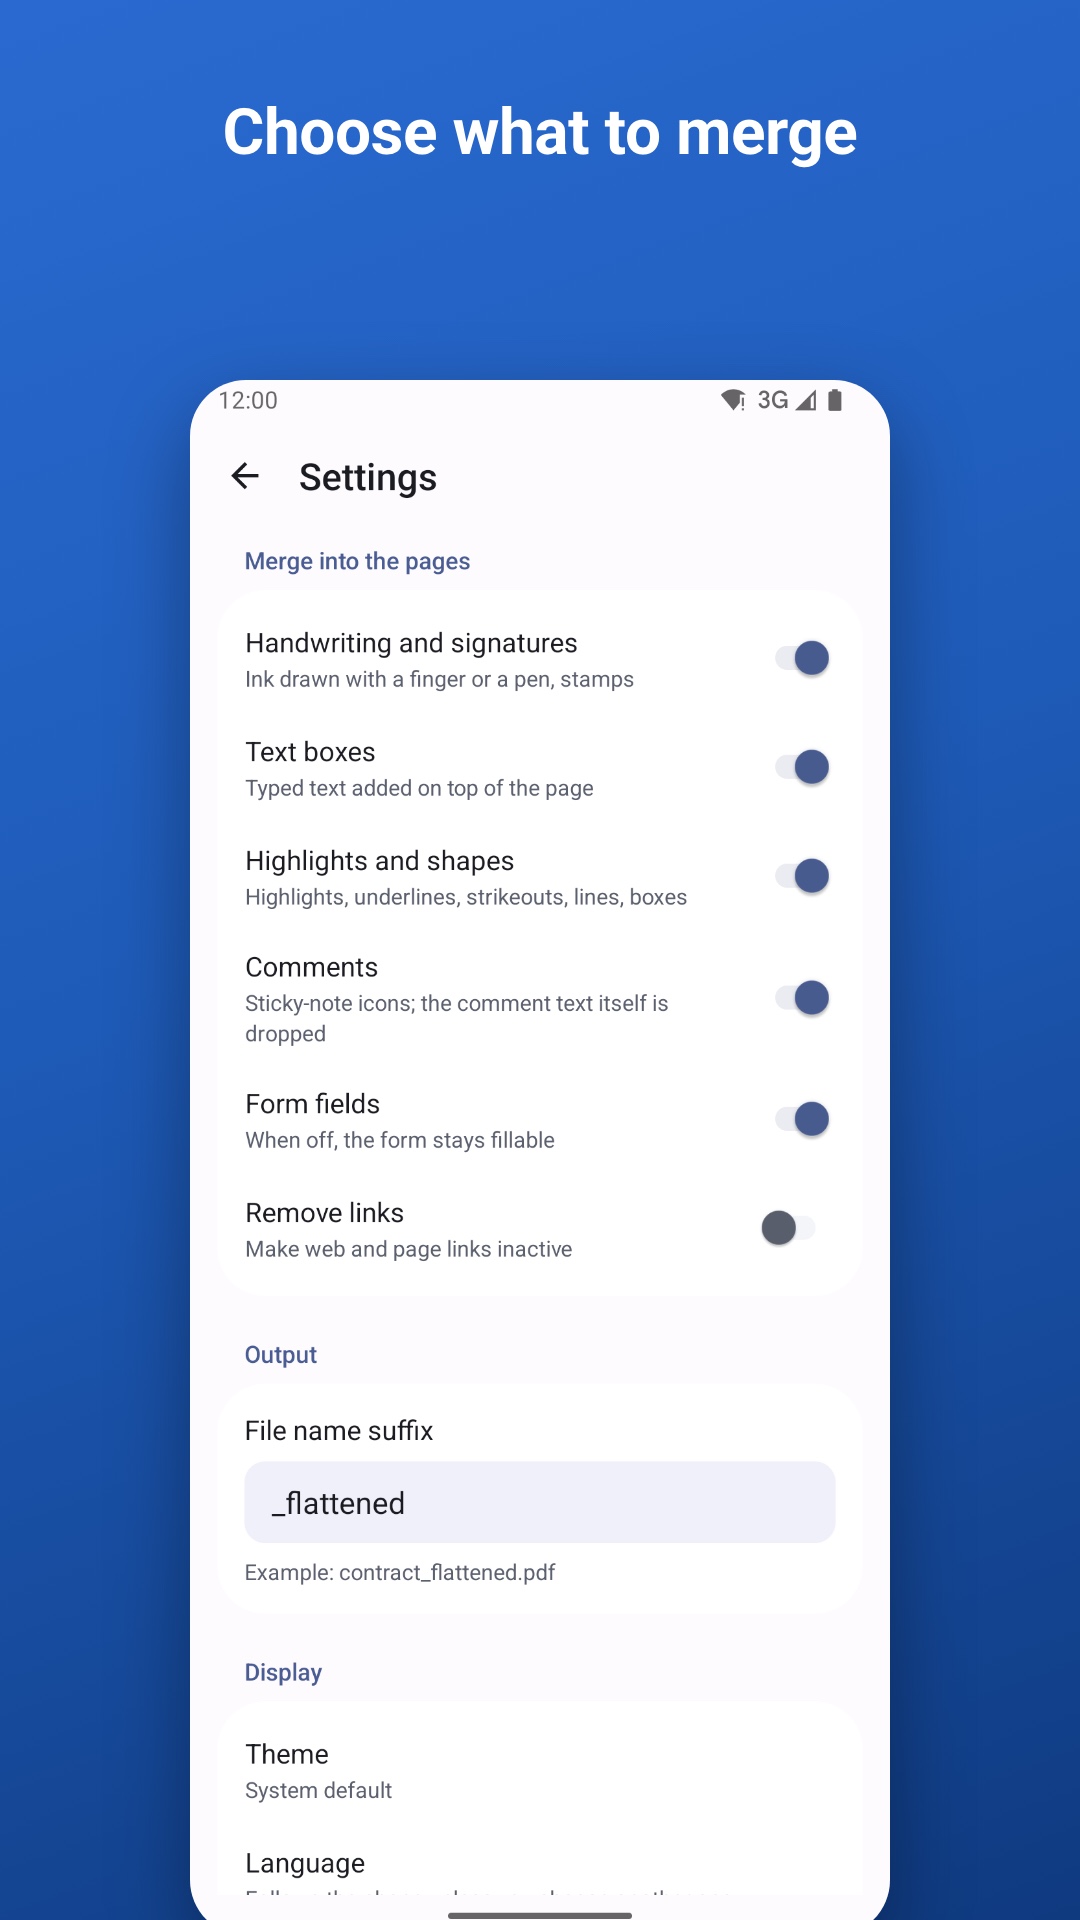 Choose what to merge
12:00
3G
Settings
Merge into the pages
Handwriting and signatures
Ink drawn with a finger or a pen, stamps
Text boxes
Typed text added on top of the page
Highlights and shapes
Highlights, underlines, strikeouts, lines, boxes
Comments
Sticky-note icons; the comment text itself is
dropped
Form fields
When off, the form stays fillable
Remove links
Make web and page links inactive
Output
File name suffix
_flattened
Example: contract_flattened.pdf
Display
Theme
System default
Language